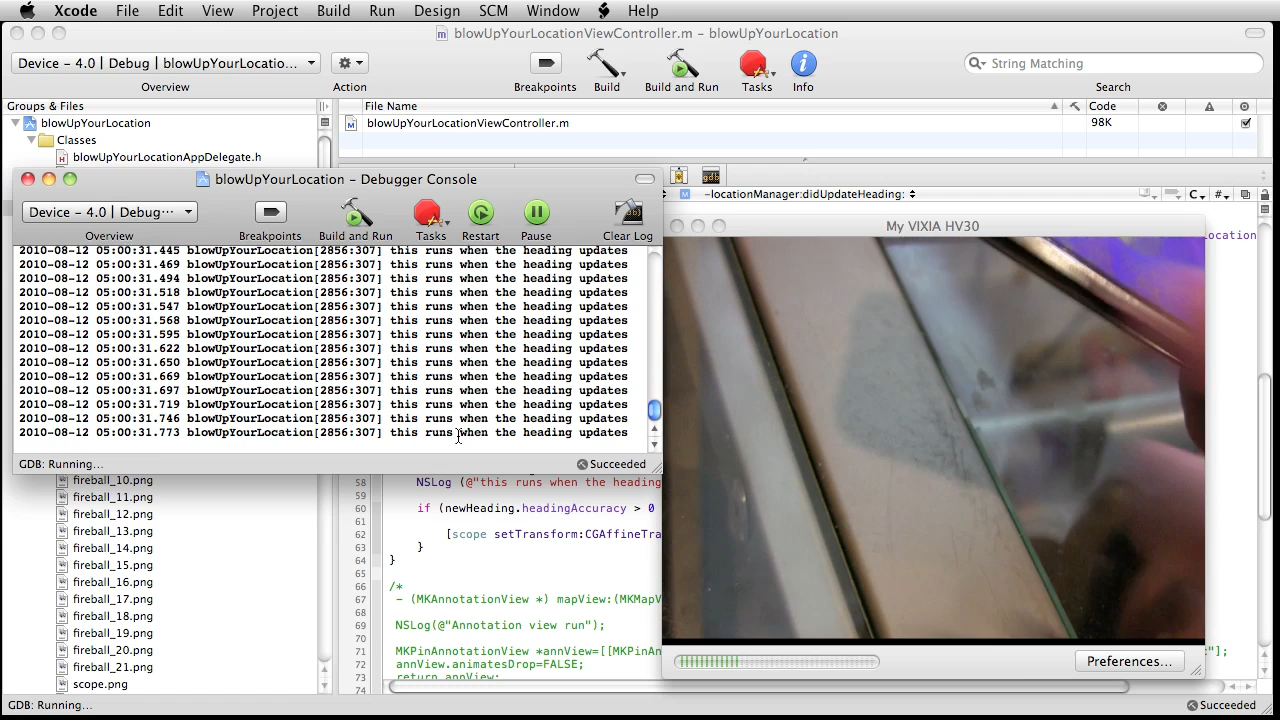 Xcode File Edit View Project Build Run Design SCM Window Help
blowUpYourLocationViewController.m – blowUpYourLocation
Device - 4.0 | Debug | blowUpYourLocatio...
String Matching
Overview Action Breakpoints Build Build and Run Tasks Info Search
Groups & Files File Name Code
blowUpYourLocation blowUpYourLocationViewController.m 98K
Classes
blowUpYourLocationAppDelegate.h
blowUpYourLocation – Debugger Console
-locationManager:didUpdateHeading:
C
#
Device - 4.0 | Debug...
Overview Breakpoints Build and Run Tasks Restart Pause Clear Log
2010-08-12 05:00:31.445 blowUpYourLocation[2856:307] this runs when the heading updates
2010-08-12 05:00:31.469 blowUpYourLocation[2856:307] this runs when the heading updates
2010-08-12 05:00:31.494 blowUpYourLocation[2856:307] this runs when the heading updates
2010-08-12 05:00:31.518 blowUpYourLocation[2856:307] this runs when the heading updates
2010-08-12 05:00:31.547 blowUpYourLocation[2856:307] this runs when the heading updates
2010-08-12 05:00:31.568 blowUpYourLocation[2856:307] this runs when the heading updates
2010-08-12 05:00:31.595 blowUpYourLocation[2856:307] this runs when the heading updates
2010-08-12 05:00:31.622 blowUpYourLocation[2856:307] this runs when the heading updates
2010-08-12 05:00:31.650 blowUpYourLocation[2856:307] this runs when the heading updates
2010-08-12 05:00:31.669 blowUpYourLocation[2856:307] this runs when the heading updates
2010-08-12 05:00:31.697 blowUpYourLocation[2856:307] this runs when the heading updates
2010-08-12 05:00:31.719 blowUpYourLocation[2856:307] this runs when the heading updates
2010-08-12 05:00:31.746 blowUpYourLocation[2856:307] this runs when the heading updates
2010-08-12 05:00:31.773 blowUpYourLocation[2856:307] this runs when the heading updates
GDB: Running... Succeeded
My VIXIA HV30
Location
Preferences...
fireball_10.png
fireball_11.png
fireball_12.png
fireball_13.png
fireball_14.png
fireball_15.png
fireball_16.png
fireball_17.png
fireball_18.png
fireball_19.png
fireball_20.png
fireball_21.png
scope.png
58 NSLog (@"this runs when the heading
59
60 if (newHeading.headingAccuracy > 0
61
62 [scope setTransform:CGAffineTra
63 }
64 }
65
66 /*
67 - (MKAnnotationView *) mapView:(MKMapV
68
69 NSLog(@"Annotation view run");
70
71 MKPinAnnotationView *annView=[[MKPinAn t"];
72 annView.animatesDrop=FALSE;
73 return annView;
74
GDB: Running... Succeeded